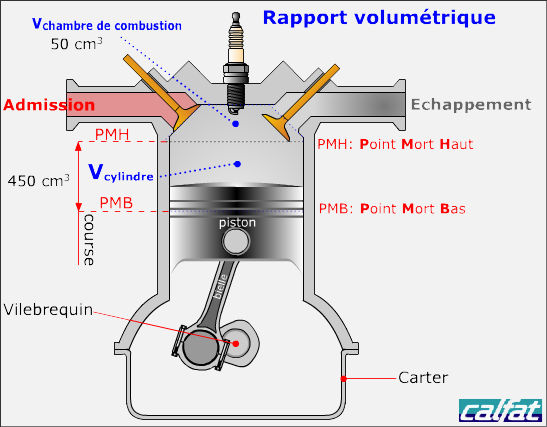 Rapport volumétrique
Vchambre de combustion
50 cm³
Admission
Echappement
PMH
PMH: Point Mort Haut
Vcylindre
450 cm³
PMB
PMB: Point Mort Bas
course
piston
bielle
Vilebrequin
Carter
calfat